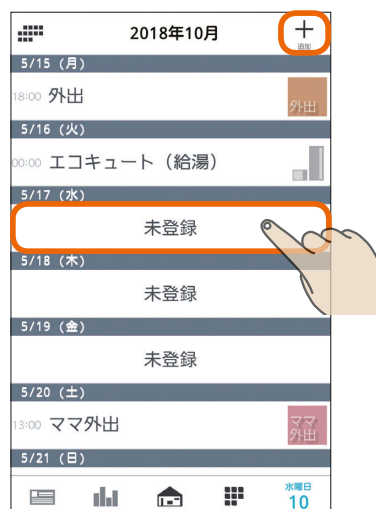 2018年10月
追加
5/15 (月)
18:00 外出
外出
5/16 (火)
00:00 エコキュート（給湯）
5/17 (水)
未登録
5/18 (木)
未登録
5/19 (金)
未登録
5/20 (土)
13:00 ママ外出
ママ
外出
5/21 (日)
水曜日
10